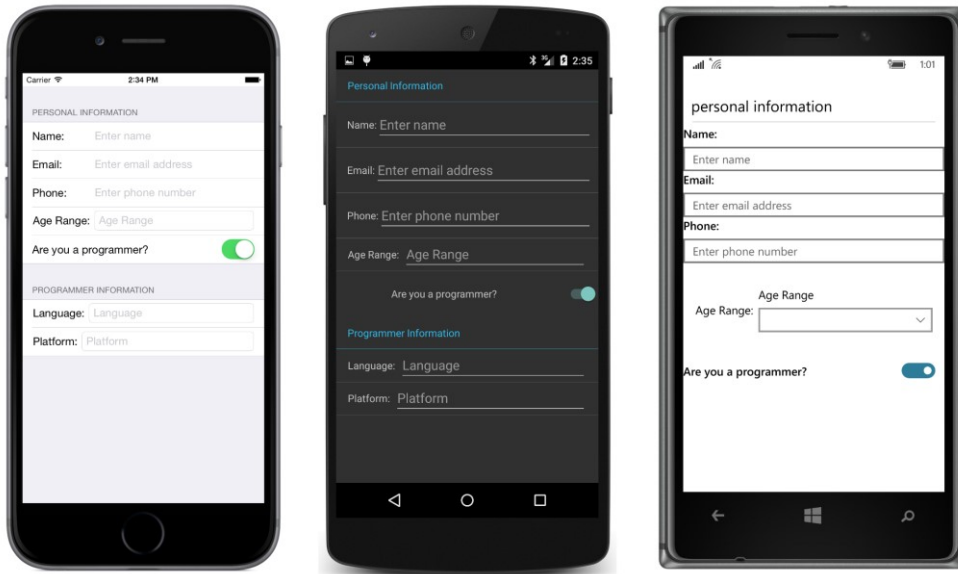 Carrier 2:34 PM
PERSONAL INFORMATION
Name: Enter name
Email: Enter email address
Phone: Enter phone number
Age Range: Age Range
Are you a programmer?
PROGRAMMER INFORMATION
Language: Language
Platform: Platform
3G 2:35
Personal Information
Name: Enter name
Email: Enter email address
Phone: Enter phone number
Age Range: Age Range
Are you a programmer?
Programmer Information
Language: Language
Platform: Platform
1:01
personal information
Name:
Enter name
Email:
Enter email address
Phone:
Enter phone number
Age Range
Age Range:
Are you a programmer?